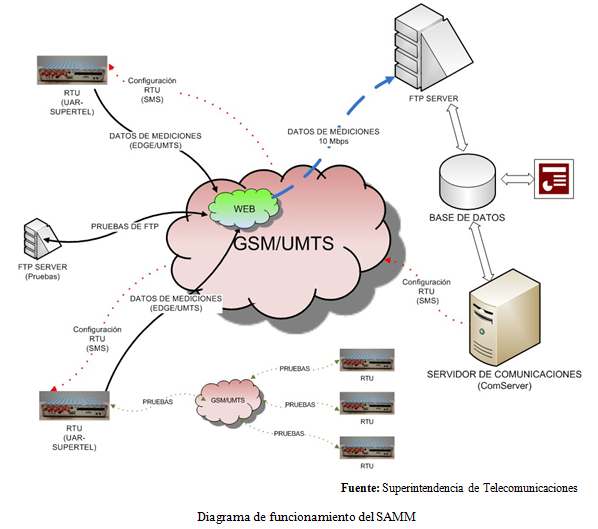 FTP SERVER
RTU
(UAR-
SUPERTEL)
Configuración
RTU
(SMS)
DATOS DE MEDICIONES
(EDGE/UMTS)
DATOS DE MEDICIONES
10 Mbps
WEB
GSM/UMTS
PRUEBAS DE FTP
FTP SERVER
(Pruebas)
BASE DE DATOS
DATOS DE MEDICIONES
(EDGE/UMTS)
Configuración
RTU
(SMS)
Configuración
RTU
(SMS)
SERVIDOR DE COMUNICACIONES
(ComServer)
RTU
(UAR-
SUPERTEL)
PRUEBAS
GSM/UMTS
PRUEBAS
RTU
PRUEBAS
RTU
PRUEBAS
RTU
Fuente: Superintendencia de Telecomunicaciones
Diagrama de funcionamiento del SAMM